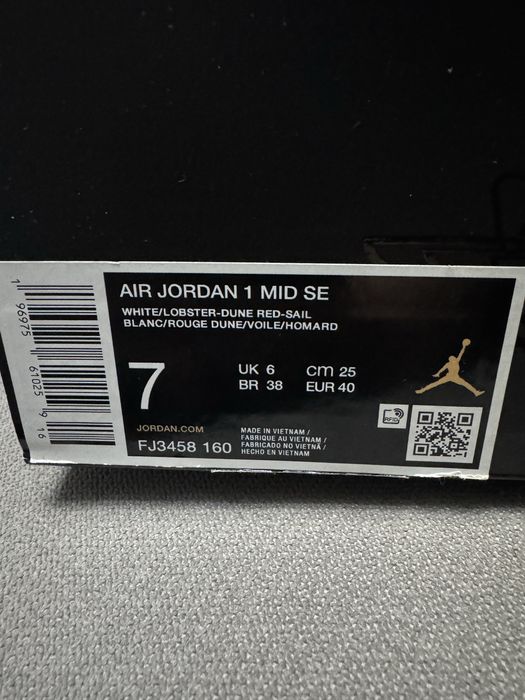 AIR JORDAN 1 MID SE
WHITE/LOBSTER-DUNE RED-SAIL
BLANC/ROUGE DUNE/VOILE/HOMARD
7
UK 6 cm 25
BR 38 EUR 40
JORDAN.COM
FJ3458 160
MADE IN VIETNAM /
FABRIQUE AU VIETNAM /
FABRICADO NO VIETNÃ /
HECHO EN VIETNAM
RFID
1 96975 61025 9 16